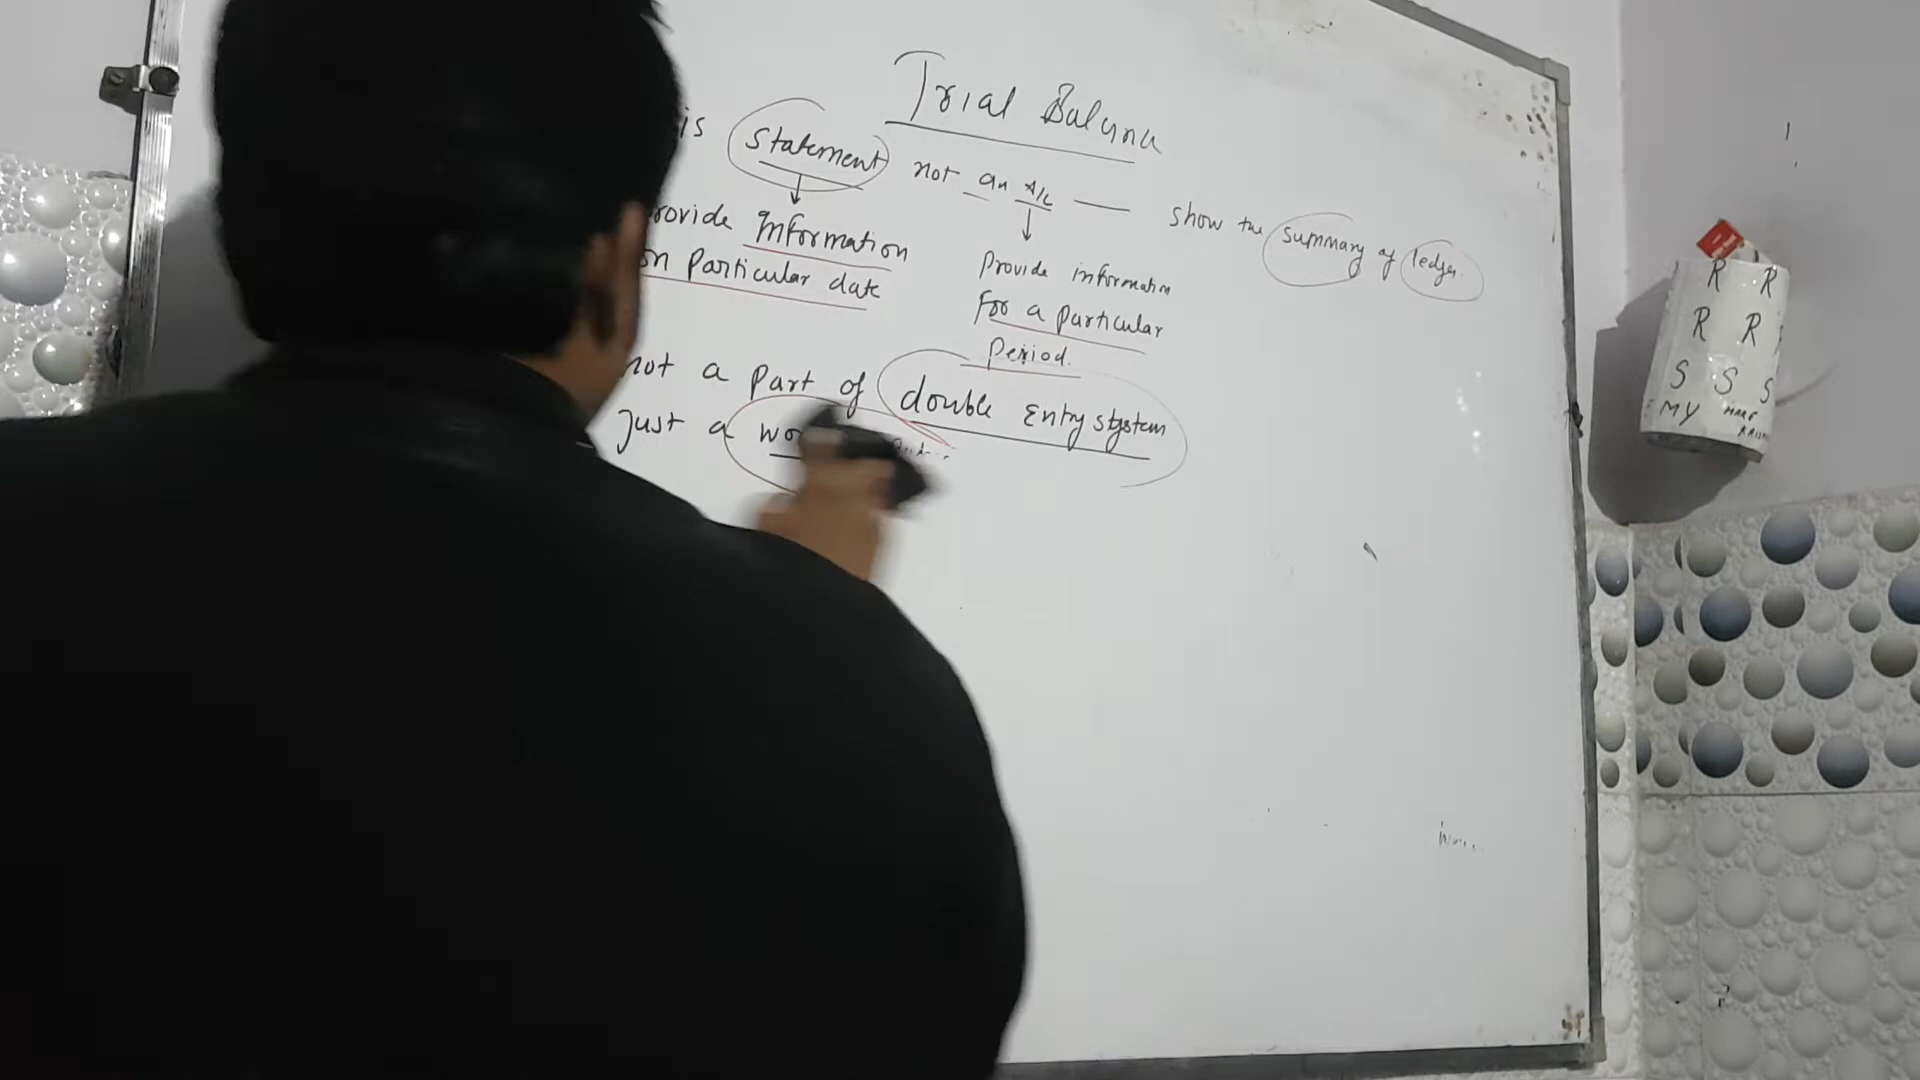 Trial Balance
is statement not an A/c — show the summary of ledger.
Provide information
on Particular date
Provide information
for a particular
Period.
not a part of double Entry system
Just a
R R
R R
S S S
MY